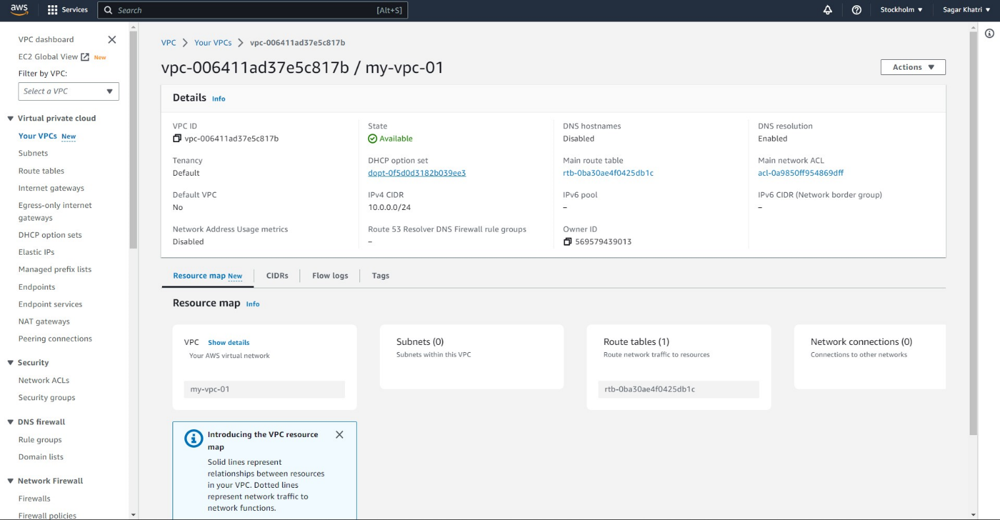 aws
Services
Search [Alt+S]
Stockholm ▼
Sagar Khatri ▼
VPC dashboard
EC2 Global View New
Filter by VPC:
Select a VPC
Virtual private cloud
Your VPCs New
Subnets
Route tables
Internet gateways
Egress-only internet
gateways
DHCP option sets
Elastic IPs
Managed prefix lists
Endpoints
Endpoint services
NAT gateways
Peering connections
Security
Network ACLs
Security groups
DNS firewall
Rule groups
Domain lists
Network Firewall
Firewalls
Firewall policies
VPC > Your VPCs > vpc-006411ad37e5c817b
vpc-006411ad37e5c817b / my-vpc-01
Actions ▼
Details Info
VPC ID
vpc-006411ad37e5c817b
State
Available
DNS hostnames
Disabled
DNS resolution
Enabled
Tenancy
Default
DHCP option set
dopt-0f5d0d3182b039ee3
Main route table
rtb-0ba30ae4f0425db1c
Main network ACL
acl-0a9850ff954869dff
Default VPC
No
IPv4 CIDR
10.0.0.0/24
IPv6 pool
–
IPv6 CIDR (Network border group)
–
Network Address Usage metrics
Disabled
Route 53 Resolver DNS Firewall rule groups
–
Owner ID
569579439013
Resource map New
CIDRs
Flow logs
Tags
Resource map Info
VPC Show details
Your AWS virtual network
my-vpc-01
Subnets (0)
Subnets within this VPC
Route tables (1)
Route network traffic to resources
rtb-0ba30ae4f0425db1c
Network connections (0)
Connections to other networks
Introducing the VPC resource
map
Solid lines represent
relationships between resources
in your VPC. Dotted lines
represent network traffic to
network functions.